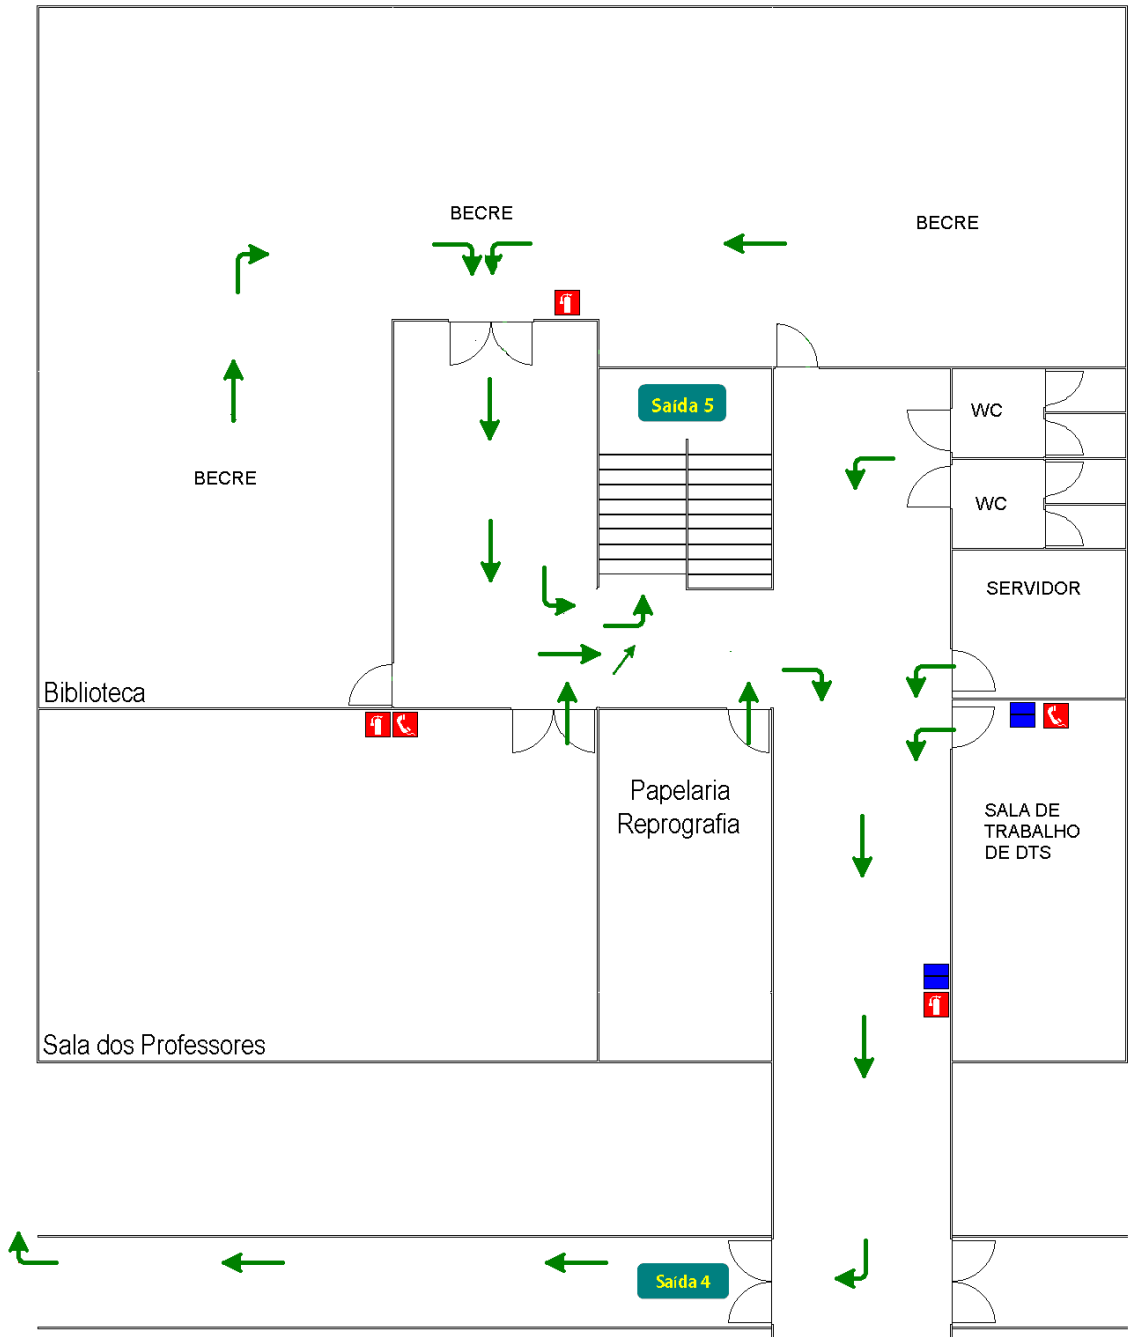 BECRE
BECRE
Saída 5
WC
BECRE
WC
SERVIDOR
Biblioteca
Papelaria
Reprografia
SALA DE
TRABALHO
DE DTS
Sala dos Professores
Saída 4